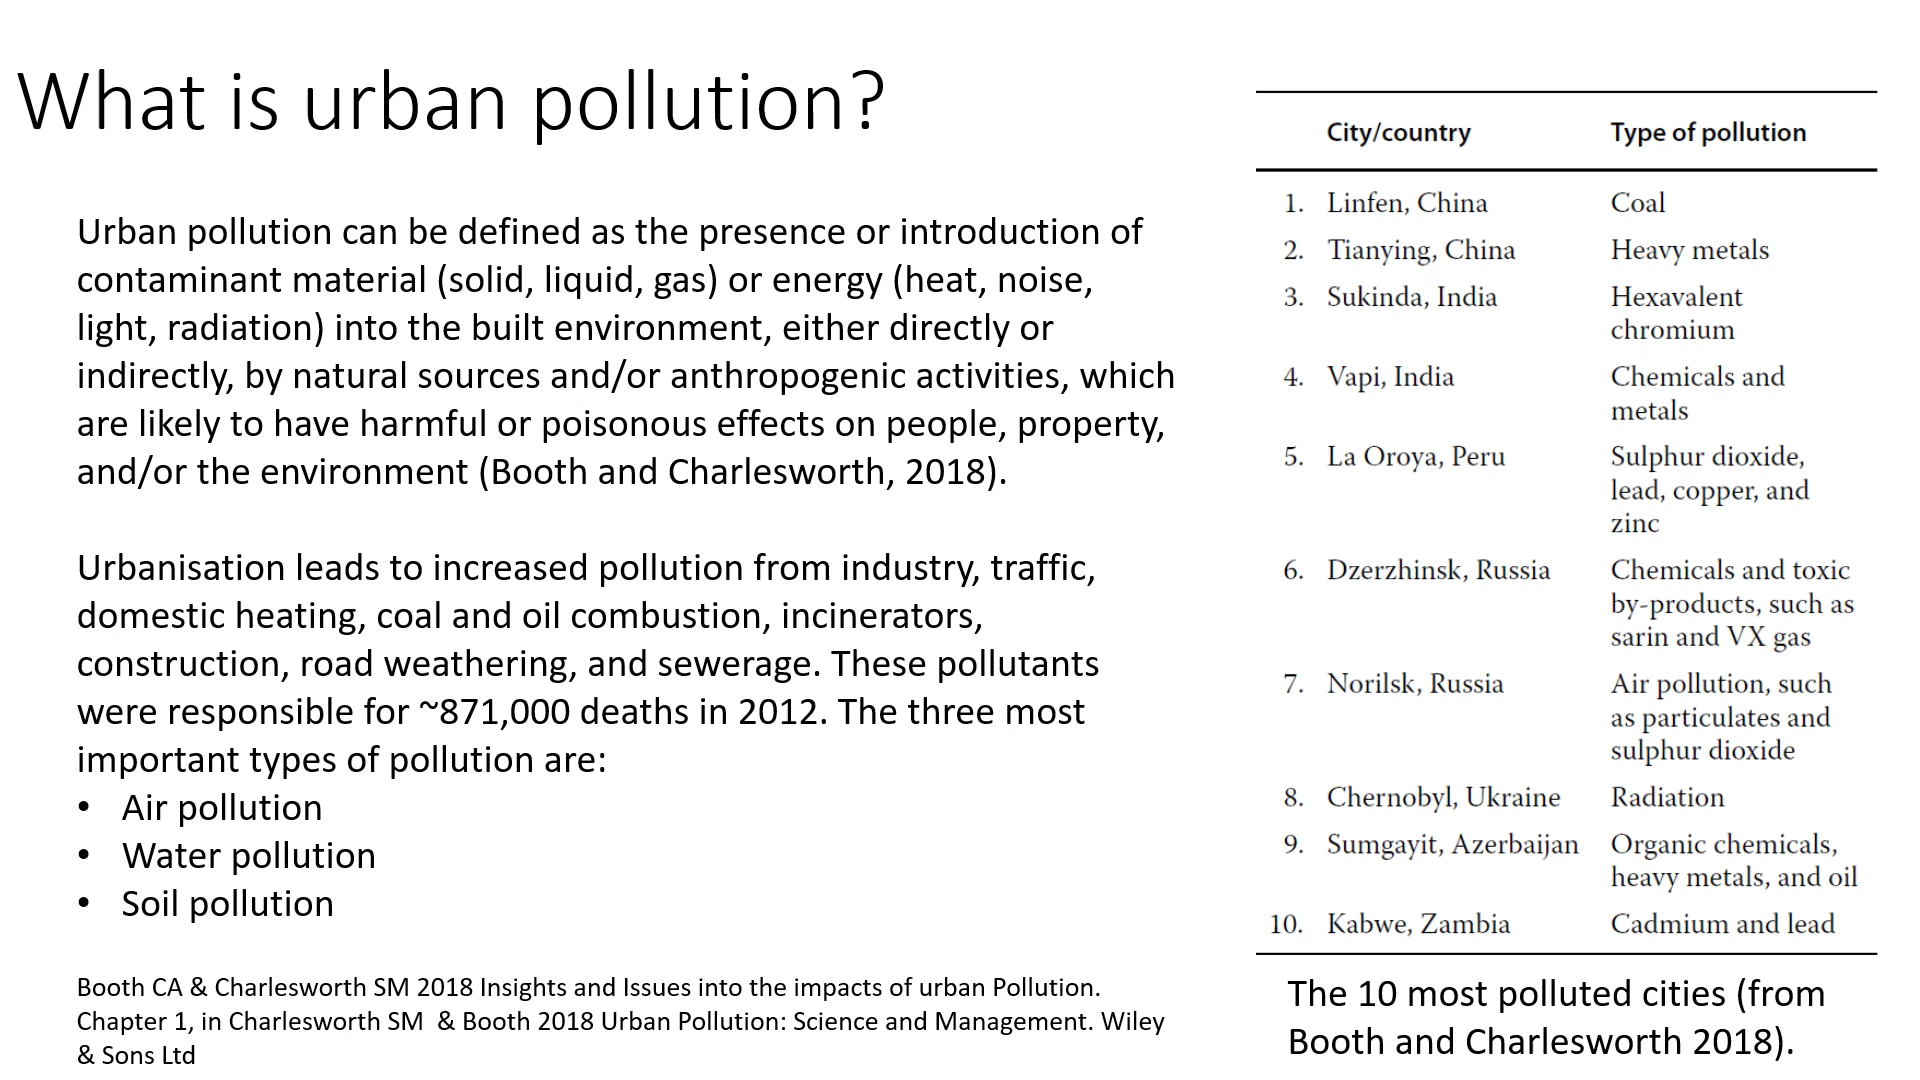 What is urban pollution?
Urban pollution can be defined as the presence or introduction of
contaminant material (solid, liquid, gas) or energy (heat, noise,
light, radiation) into the built environment, either directly or
indirectly, by natural sources and/or anthropogenic activities, which
are likely to have harmful or poisonous effects on people, property,
and/or the environment (Booth and Charlesworth, 2018).
Urbanisation leads to increased pollution from industry, traffic,
domestic heating, coal and oil combustion, incinerators,
construction, road weathering, and sewerage. These pollutants
were responsible for ~871,000 deaths in 2012. The three most
important types of pollution are:
• Air pollution
• Water pollution
• Soil pollution
Booth CA & Charlesworth SM 2018 Insights and Issues into the impacts of urban Pollution.
Chapter 1, in Charlesworth SM  & Booth 2018 Urban Pollution: Science and Management. Wiley
& Sons Ltd
City/country Type of pollution
1. Linfen, China Coal
2. Tianying, China Heavy metals
3. Sukinda, India Hexavalent
chromium
4. Vapi, India Chemicals and
metals
5. La Oroya, Peru Sulphur dioxide,
lead, copper, and
zinc
6. Dzerzhinsk, Russia Chemicals and toxic
by-products, such as
sarin and VX gas
7. Norilsk, Russia Air pollution, such
as particulates and
sulphur dioxide
8. Chernobyl, Ukraine Radiation
9. Sumgayit, Azerbaijan Organic chemicals,
heavy metals, and oil
10. Kabwe, Zambia Cadmium and lead
The 10 most polluted cities (from
Booth and Charlesworth 2018).